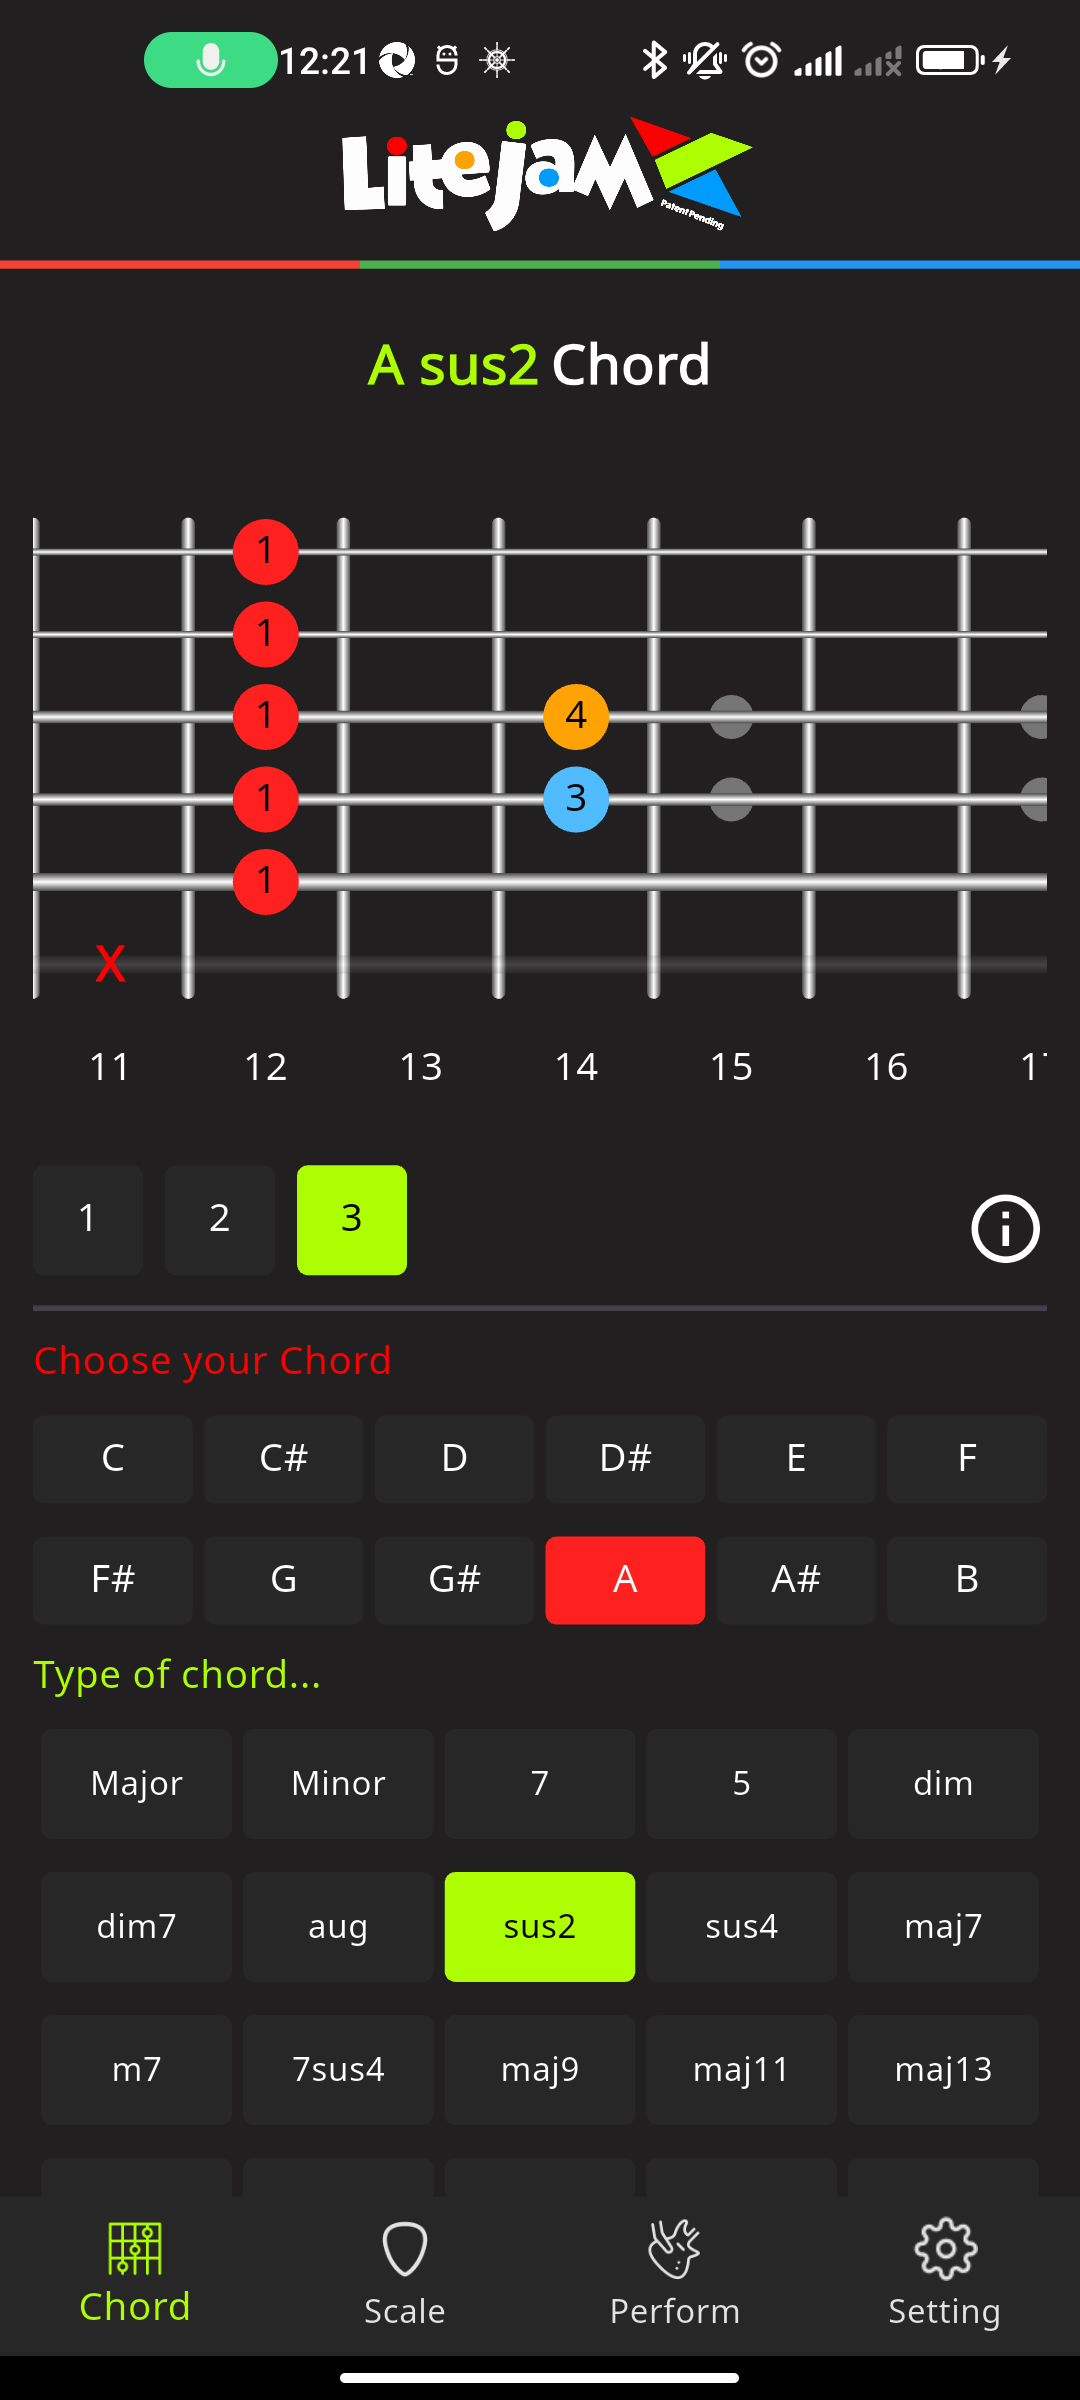 12:21
Litejam
Patent Pending
A sus2 Chord
1
1
1 4
1 3
1
X
11 12 13 14 15 16
1 2 3
Choose your Chord
C C# D D# E F
F# G G# A A# B
Type of chord...
Major Minor 7 5 dim
dim7 aug sus2 sus4 maj7
m7 7sus4 maj9 maj11 maj13
Chord Scale Perform Setting